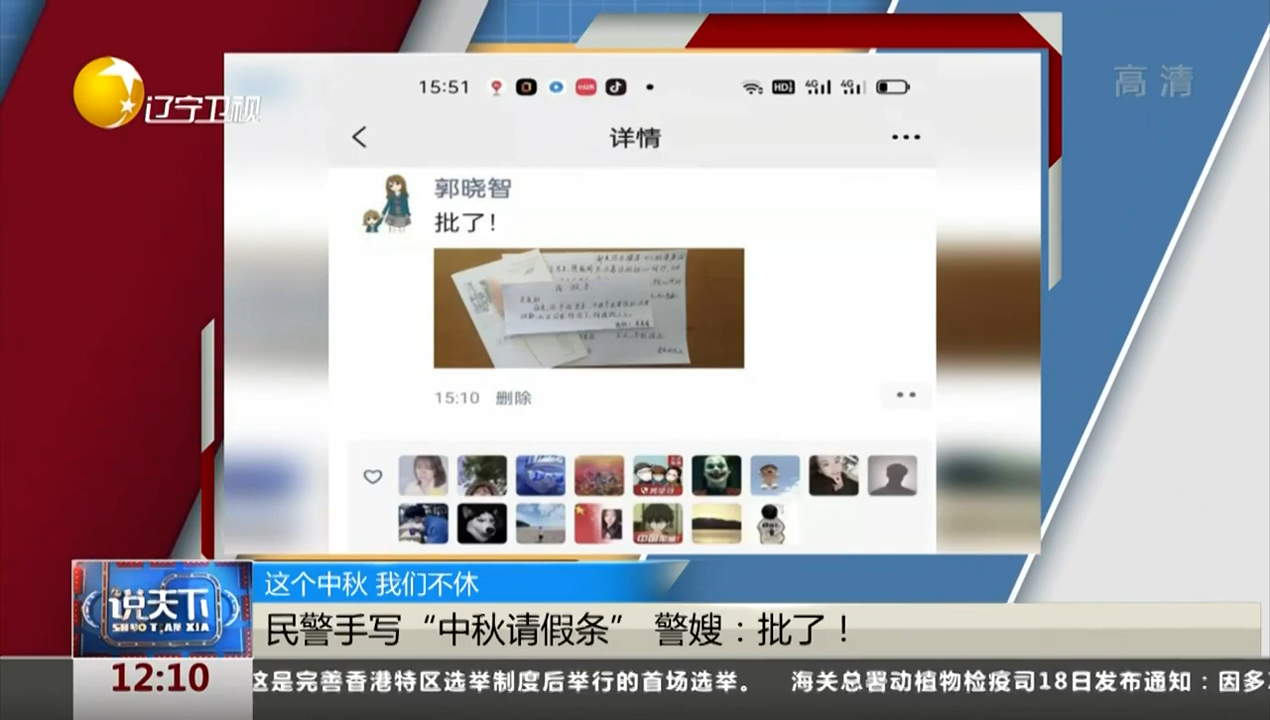 辽宁卫视
高清
15:51
HD
4G
4G
详情
郭晓智
批了!
15:10 删除
这个中秋 我们不休
说天下
SHUO TIAN XIA
民警手写“中秋请假条” 警嫂：批了！
12:10
这是完善香港特区选举制度后举行的首场选举。 海关总署动植物检疫司18日发布通知：因多